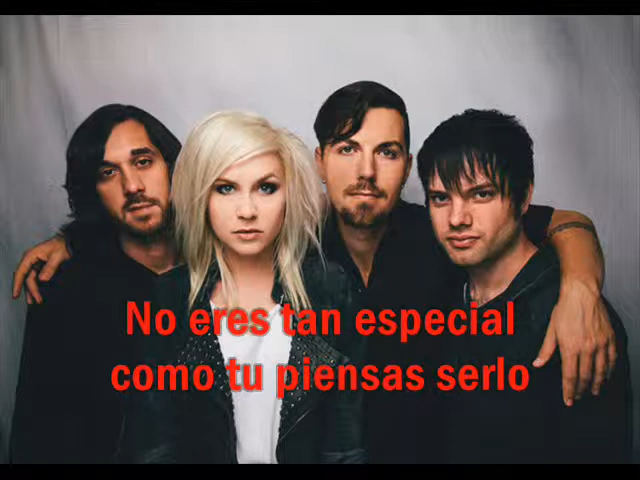 No eres tan especial
como tu piensas serlo